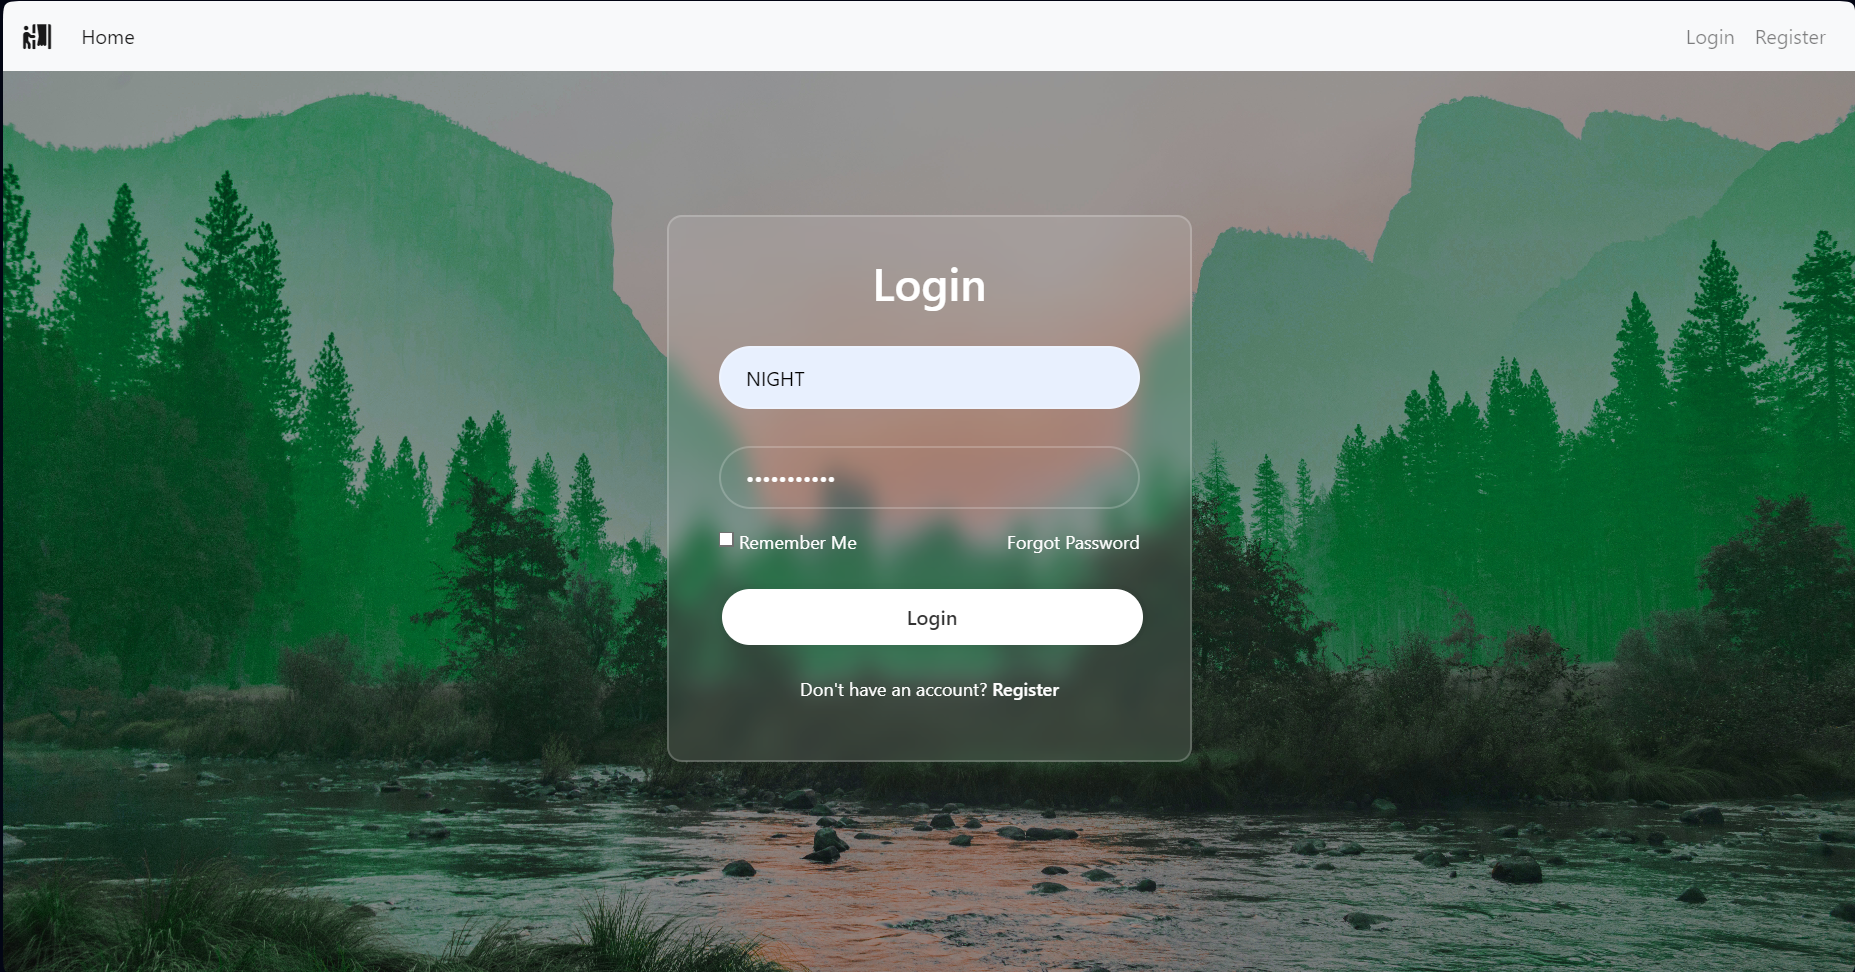 Home
Login
Register
Login
NIGHT
•••••••••••
Remember Me
Forgot Password
Login
Don't have an account? Register